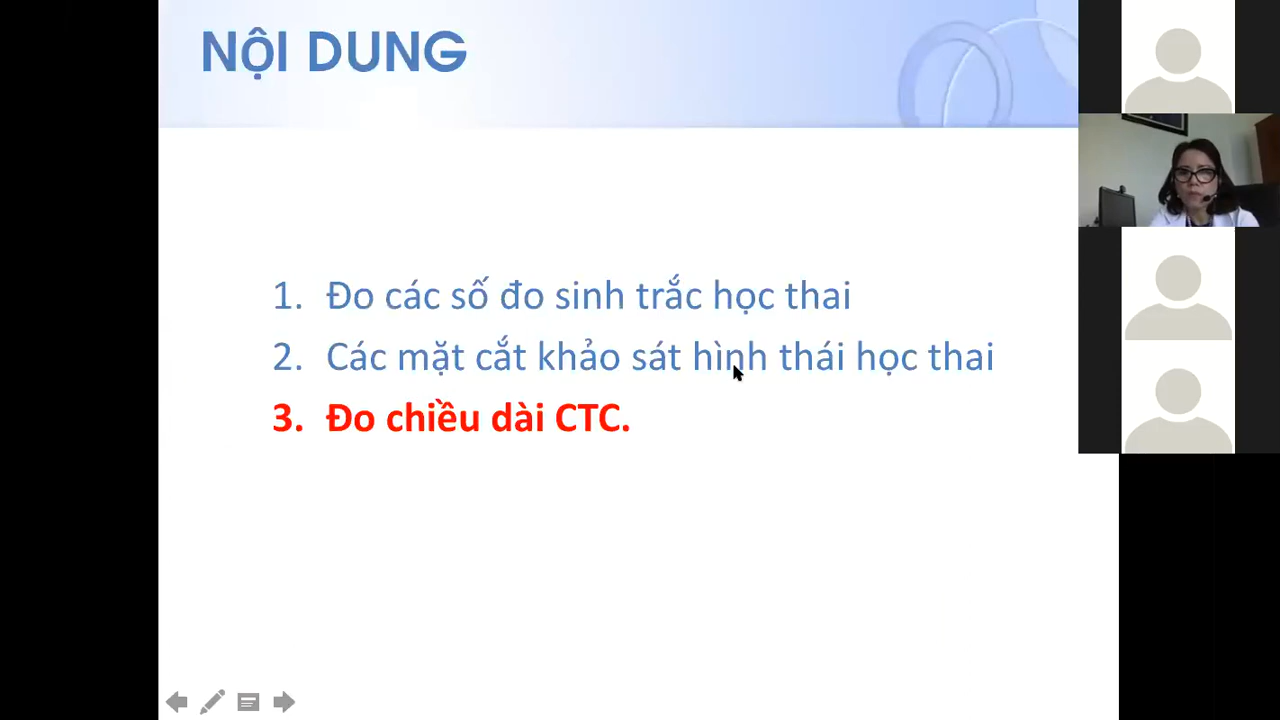 NỘI DUNG
1. Đo các số đo sinh trắc học thai
2. Các mặt cắt khảo sát hình thái học thai
3. Đo chiều dài CTC.